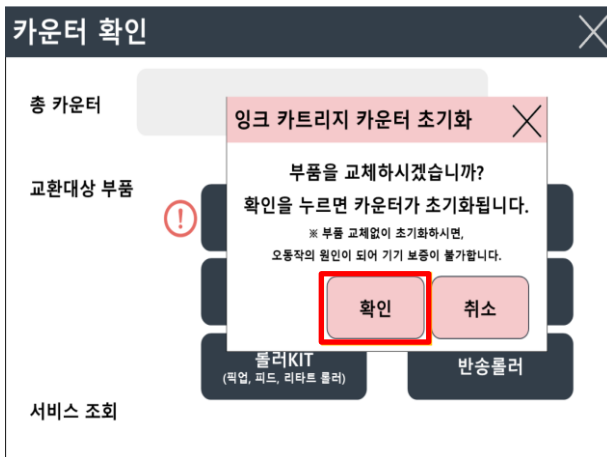 카운터 확인
총 카운터
잉크 카트리지 카운터 초기화
부품을 교체하시겠습니까?
확인을 누르면 카운터가 초기화됩니다.
※ 부품 교체없이 초기화하시면,
오동작의 원인이 되어 기기 보증이 불가합니다.
확인
취소
교환대상 부품
!
롤러KIT
(픽업, 피드, 리타트 롤러)
반송롤러
서비스 조회